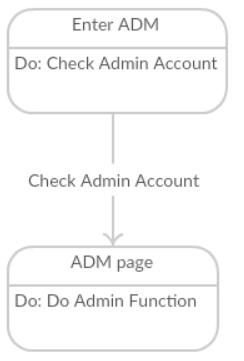 Enter ADM
Do: Check Admin Account
Check Admin Account
ADM page
Do: Do Admin Function